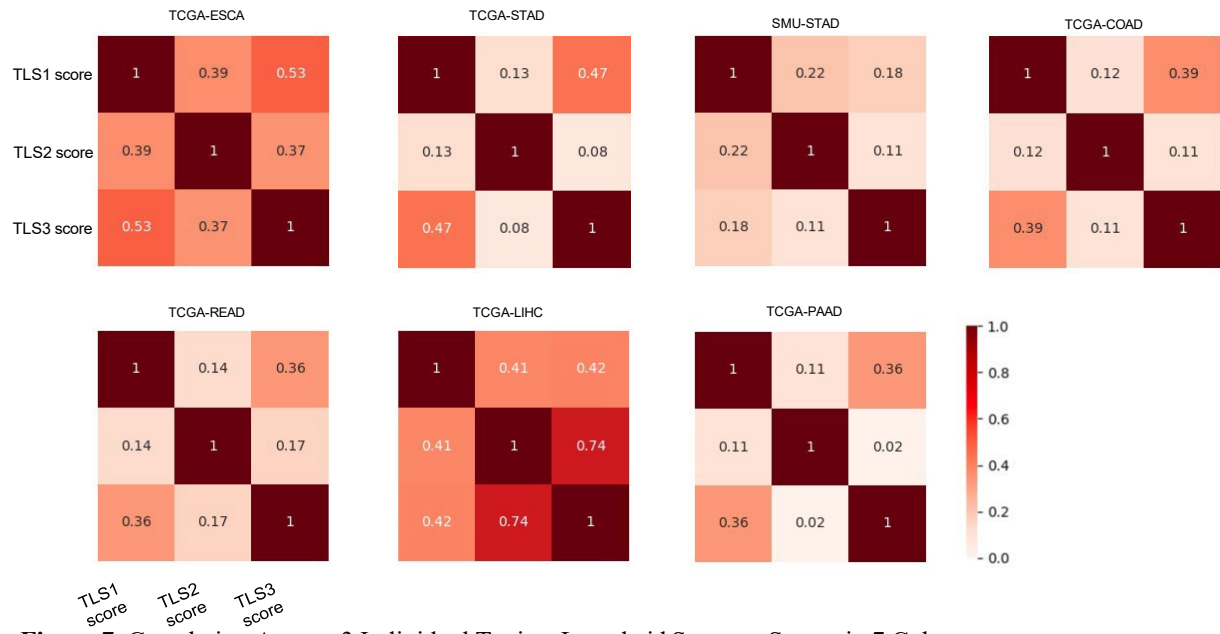 TCGA-ESCA TCGA-STAD SMU-STAD TCGA-COAD
TLS1 score 1 0.39 0.53 1 0.13 0.47 1 0.22 0.18 1 0.12 0.39
TLS2 score 0.39 1 0.37 0.13 1 0.08 0.22 1 0.11 0.12 1 0.11
TLS3 score 0.53 0.37 1 0.47 0.08 1 0.18 0.11 1 0.39 0.11 1
TCGA-READ TCGA-LIHC TCGA-PAAD
1 0.14 0.36 1 0.41 0.42 1 0.11 0.36
0.14 1 0.17 0.41 1 0.74 0.11 1 0.02
0.36 0.17 1 0.42 0.74 1 0.36 0.02 1
1.0
0.8
0.6
0.4
0.2
0.0
TLS1 score
TLS2 score
TLS3 score